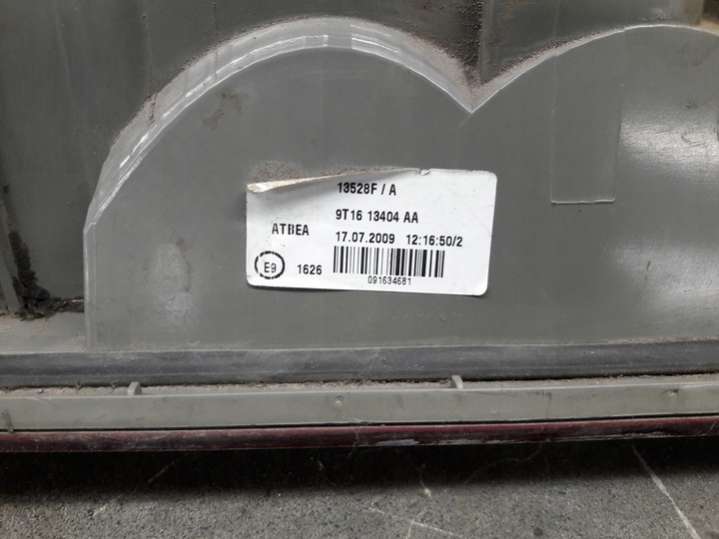 13528F / A
9T16 13404 AA
ATBEA 17.07.2009 12:16:50/2
E9 1626
091634681